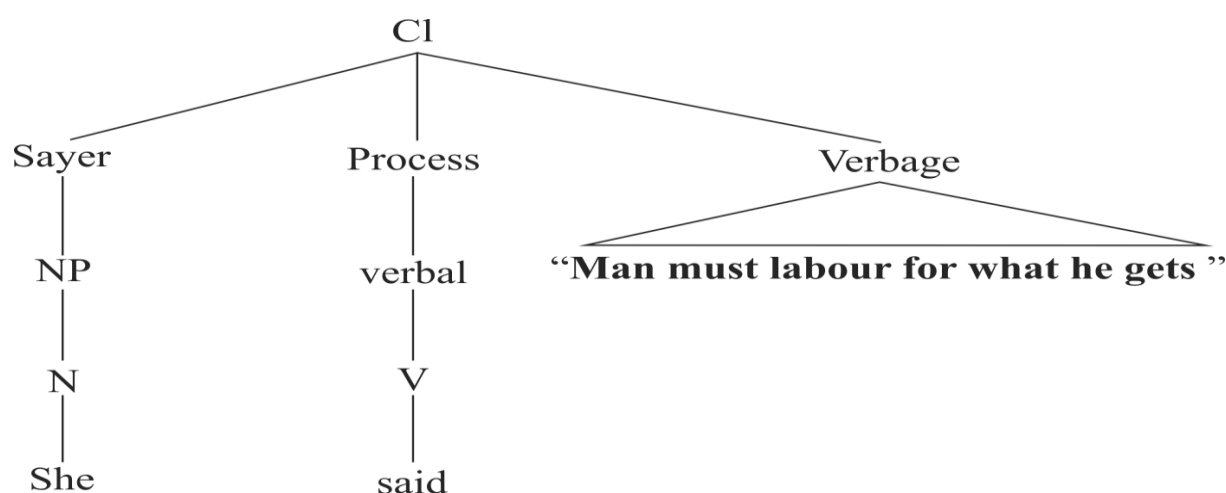 Cl
Sayer Process Verbage
NP verbal “Man must labour for what he gets ”
N V
She said